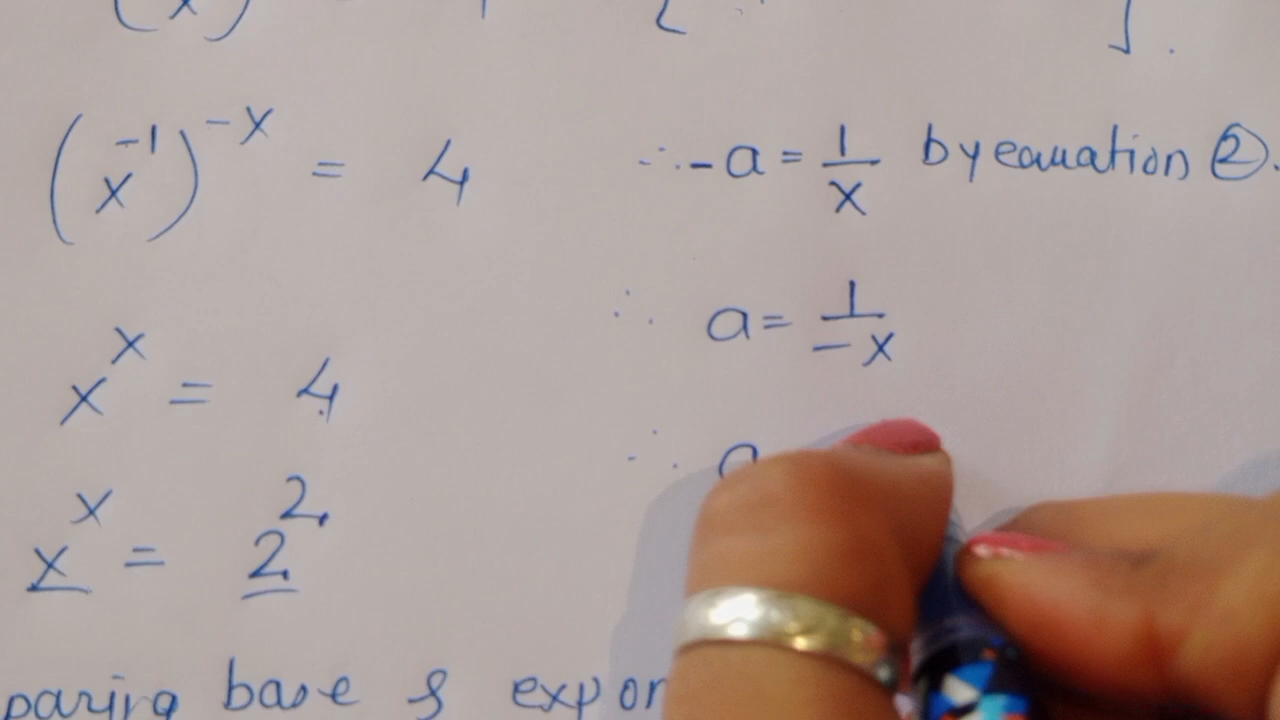 (x⁻¹)⁻ˣ = 4
∴ -a = 1/x by equation ②.
∴ a = 1/-x
xˣ = 4
∴ a
xˣ = 2²
paring base & expon